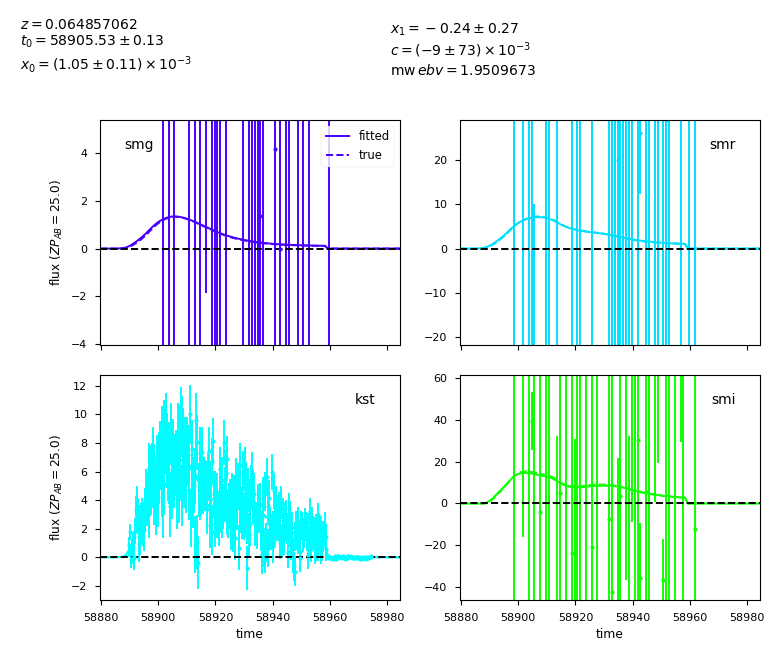 z = 0.064857062
t₀ = 58905.53 ± 0.13
x₀ = (1.05 ± 0.11) × 10⁻³
x₁ = −0.24 ± 0.27
c = (−9 ± 73) × 10⁻³
mw ebv = 1.9509673
smg
fitted
true
4
2
0
−2
−4
flux (ZP_AB = 25.0)
smr
20
10
0
−10
−20
kst
12
10
8
6
4
2
0
−2
flux (ZP_AB = 25.0)
58880 58900 58920 58940 58960 58980
time
smi
60
40
20
0
−20
−40
58880 58900 58920 58940 58960 58980
time